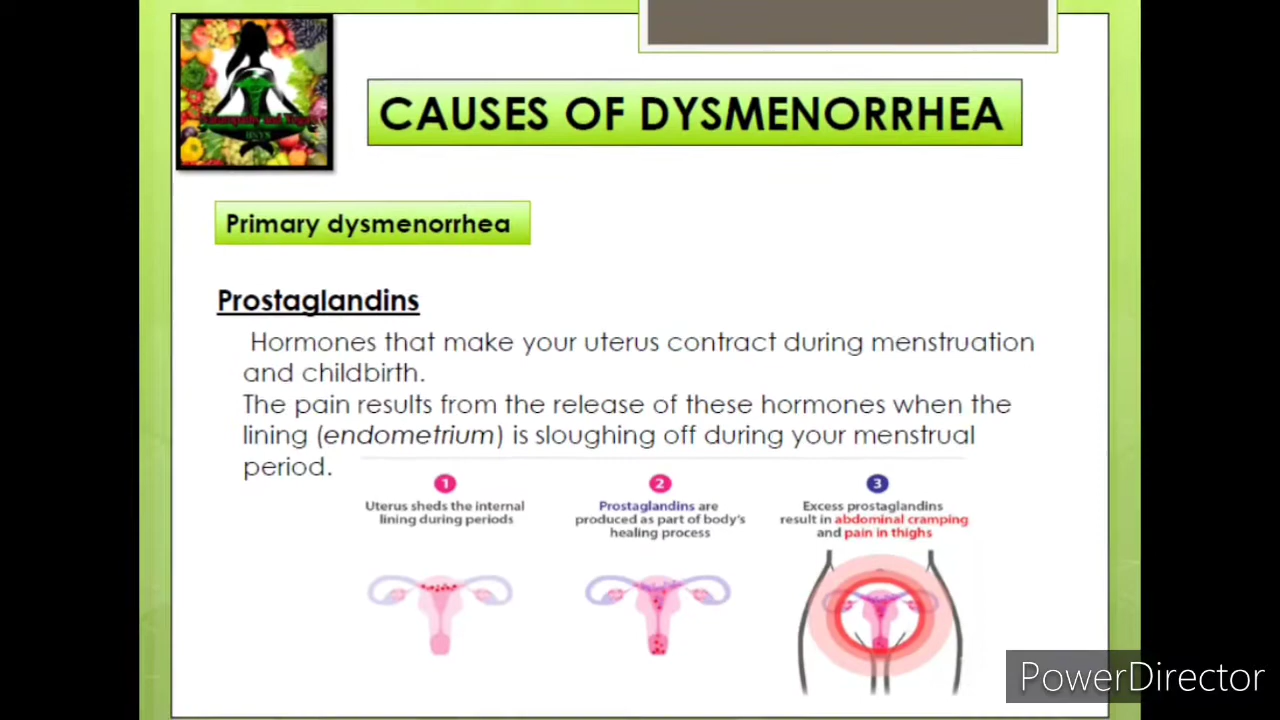 CAUSES OF DYSMENORRHEA
Primary dysmenorrhea
Prostaglandins
Hormones that make your uterus contract during menstruation
and childbirth.
The pain results from the release of these hormones when the
lining (endometrium) is sloughing off during your menstrual
period.
1
Uterus sheds the internal
lining during periods
2
Prostaglandins are
produced as part of body's
healing process
3
Excess prostaglandins
result in abdominal cramping
and pain in thighs
PowerDirector